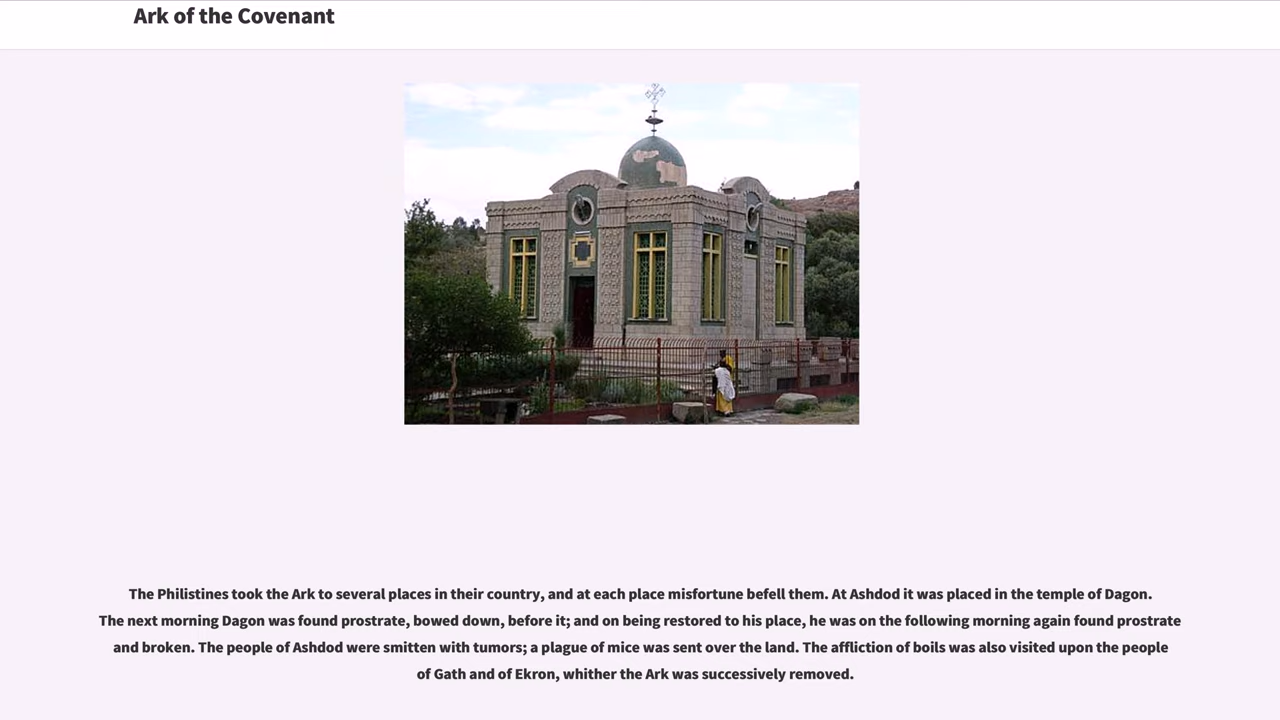 Ark of the Covenant
The Philistines took the Ark to several places in their country, and at each place misfortune befell them. At Ashdod it was placed in the temple of Dagon.
The next morning Dagon was found prostrate, bowed down, before it; and on being restored to his place, he was on the following morning again found prostrate
and broken. The people of Ashdod were smitten with tumors; a plague of mice was sent over the land. The affliction of boils was also visited upon the people
of Gath and of Ekron, whither the Ark was successively removed.